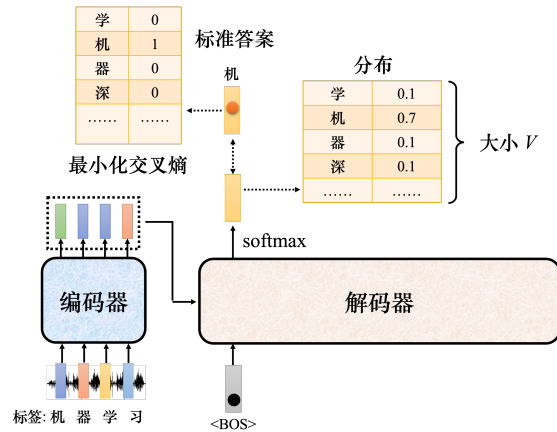 学 0
机 1
器 0
深 0
…… ……
标准答案
最小化交叉熵
机
分布
学 0.1
机 0.7
器 0.1
深 0.1
…… ……
大小 V
softmax
编码器
解码器
标签: 机 器 学 习
<BOS>